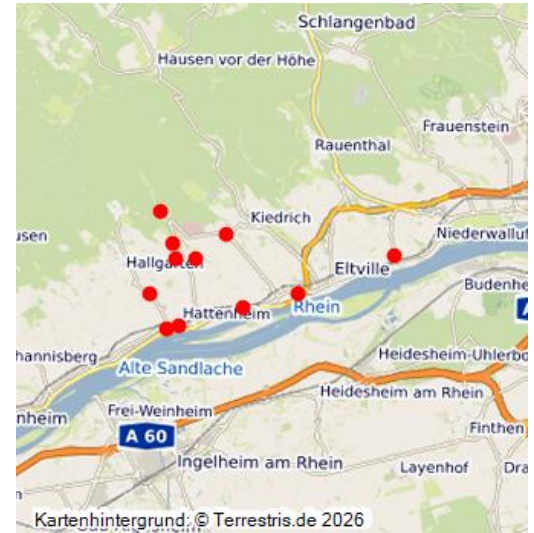 Schlangenbad
Hausen vor der Höhe
Frauenstein
Rauenthal
Kiedrich
Niederwalluf
usen
Hallgarten
Eltville
Budenhe
Rhein
Hattenheim
A
hannisberg
Heidesheim-Uhlerbo
Alte Sandlache
Heidesheim am Rhein
nheim
Frei-Weinheim
Finthen
A 60
Ingelheim am Rhein
Layenhof
Dra
Kartenhintergrund: © Terrestris.de 2026